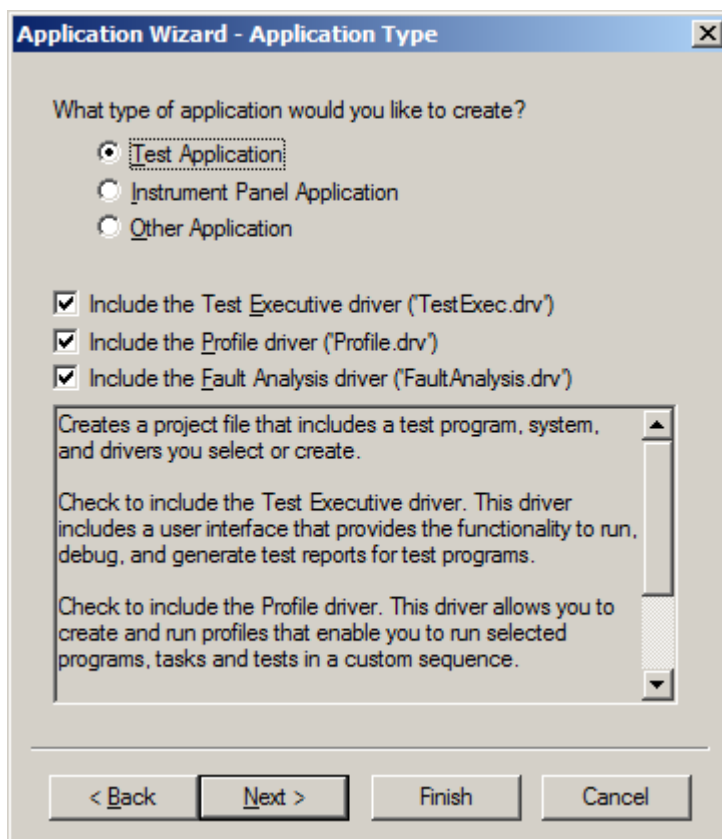 Application Wizard - Application Type
What type of application would you like to create?
Test Application
Instrument Panel Application
Other Application
Include the Test Executive driver ('TestExec.drv')
Include the Profile driver ('Profile.drv')
Include the Fault Analysis driver ('FaultAnalysis.drv')
Creates a project file that includes a test program, system,
and drivers you select or create.
Check to include the Test Executive driver. This driver
includes a user interface that provides the functionality to run,
debug, and generate test reports for test programs.
Check to include the Profile driver. This driver allows you to
create and run profiles that enable you to run selected
programs, tasks and tests in a custom sequence.
< Back
Next >
Finish
Cancel